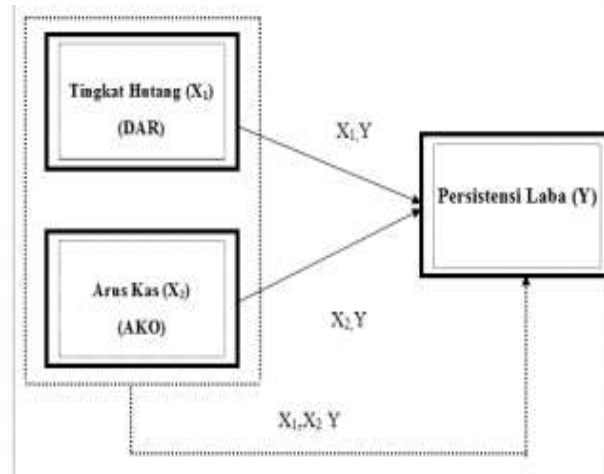 Tingkat Hutang (X₁)
(DAR)
X₁,Y
Persistensi Laba (Y)
Arus Kas (X₂)
(AKO)
X₂,Y
X₁,X₂ Y